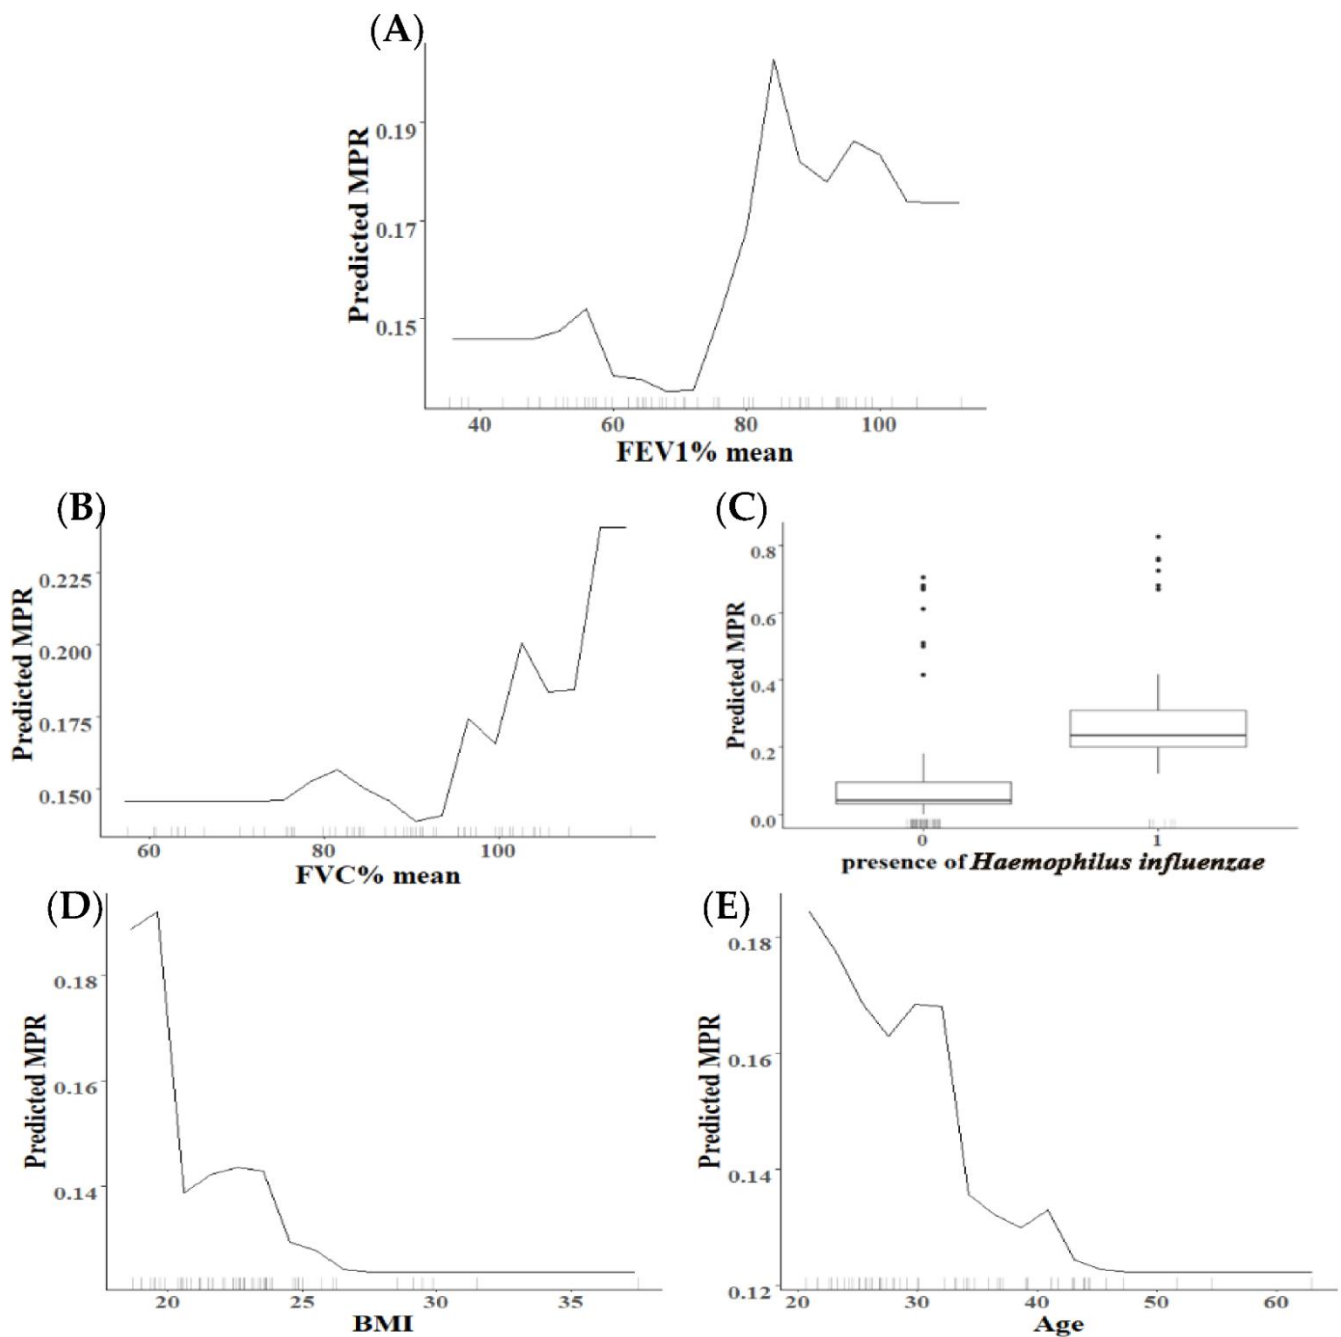 (A)
Predicted MPR
0.19
0.17
0.15
40 60 80 100
FEV1% mean
(B)
Predicted MPR
0.225
0.200
0.175
0.150
60 80 100
FVC% mean
(C)
Predicted MPR
0.8
0.6
0.4
0.2
0.0
0 1
presence of Haemophilus influenzae
(D)
Predicted MPR
0.18
0.16
0.14
20 25 30 35
BMI
(E)
Predicted MPR
0.18
0.16
0.14
0.12
20 30 40 50 60
Age